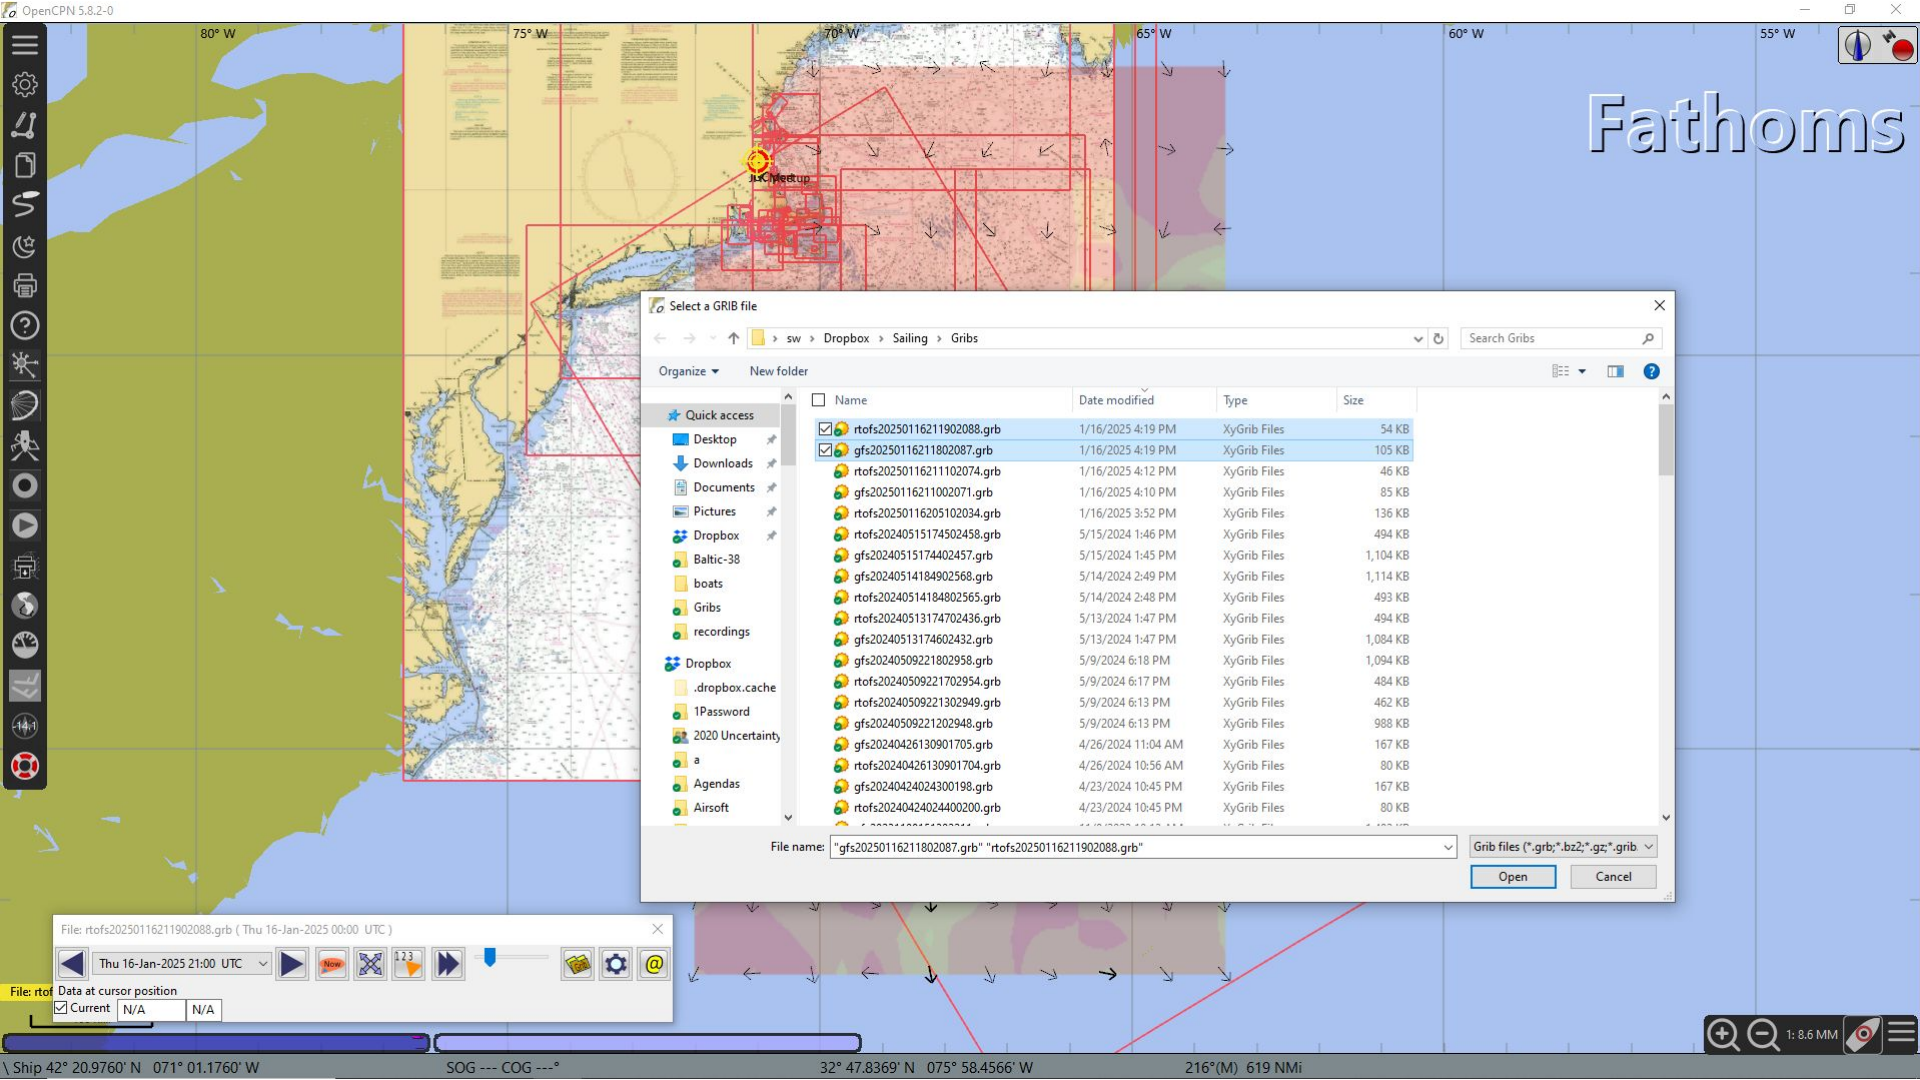 OpenCPN 5.8.2-0
80° W
75° W
70° W
65° W
60° W
55° W
Fathoms
Select a GRIB file
sw › Dropbox › Sailing › Gribs
Search Gribs
Organize
New folder
Name Date modified Type Size
Quick access
Desktop
Downloads
Documents
Pictures
Dropbox
Baltic-38
boats
Gribs
recordings
Dropbox
.dropbox.cache
1Password
2020 Uncertainty
a
Agendas
Airsoft
rtofs20250116211902088.grb 1/16/2025 4:19 PM XyGrib Files 54 KB
gfs20250116211802087.grb 1/16/2025 4:19 PM XyGrib Files 105 KB
rtofs20250116211102074.grb 1/16/2025 4:12 PM XyGrib Files 46 KB
gfs20250116211002071.grb 1/16/2025 4:10 PM XyGrib Files 85 KB
rtofs20250116205102034.grb 1/16/2025 3:52 PM XyGrib Files 136 KB
rtofs20240515174502458.grb 5/15/2024 1:46 PM XyGrib Files 494 KB
gfs20240515174402457.grb 5/15/2024 1:45 PM XyGrib Files 1,104 KB
gfs20240514184902568.grb 5/14/2024 2:49 PM XyGrib Files 1,114 KB
rtofs20240514184802565.grb 5/14/2024 2:48 PM XyGrib Files 493 KB
rtofs20240513174702436.grb 5/13/2024 1:47 PM XyGrib Files 494 KB
gfs20240513174602432.grb 5/13/2024 1:47 PM XyGrib Files 1,084 KB
gfs20240509221802958.grb 5/9/2024 6:18 PM XyGrib Files 1,094 KB
rtofs20240509221702954.grb 5/9/2024 6:17 PM XyGrib Files 484 KB
rtofs20240509221302949.grb 5/9/2024 6:13 PM XyGrib Files 462 KB
gfs20240509221202948.grb 5/9/2024 6:13 PM XyGrib Files 988 KB
gfs20240426130901705.grb 4/26/2024 11:04 AM XyGrib Files 167 KB
rtofs20240426130901704.grb 4/26/2024 10:56 AM XyGrib Files 80 KB
gfs20240424024300198.grb 4/23/2024 10:45 PM XyGrib Files 167 KB
rtofs20240424024400200.grb 4/23/2024 10:45 PM XyGrib Files 80 KB
File name: "gfs20250116211802087.grb" "rtofs20250116211902088.grb"
Grib files (*.grb;*.bz2;*.gz;*.grib.
Open
Cancel
File: rtofs20250116211902088.grb ( Thu 16-Jan-2025 00:00 UTC )
Thu 16-Jan-2025 21:00 UTC
Now
1 2 3
@
Data at cursor position
File: rtof
Current N/A N/A
-14.1
1: 8.6 MM
\ Ship 42° 20.9760' N 071° 01.1760' W
SOG --- COG ---°
32° 47.8369' N 075° 58.4566' W
216°(M) 619 NMi